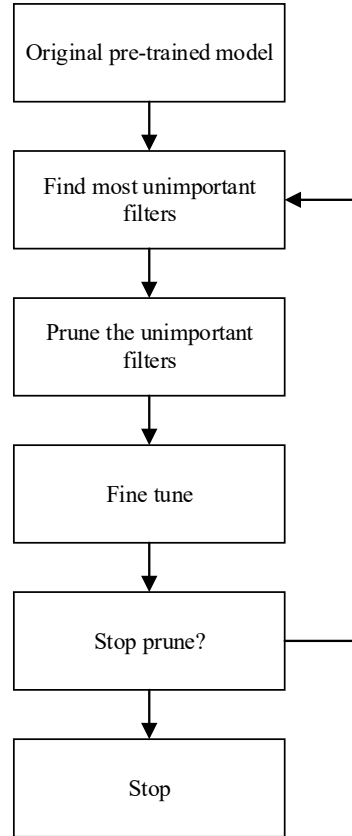 Original pre-trained model
Find most unimportant
filters
Prune the unimportant
filters
Fine tune
Stop prune?
Stop